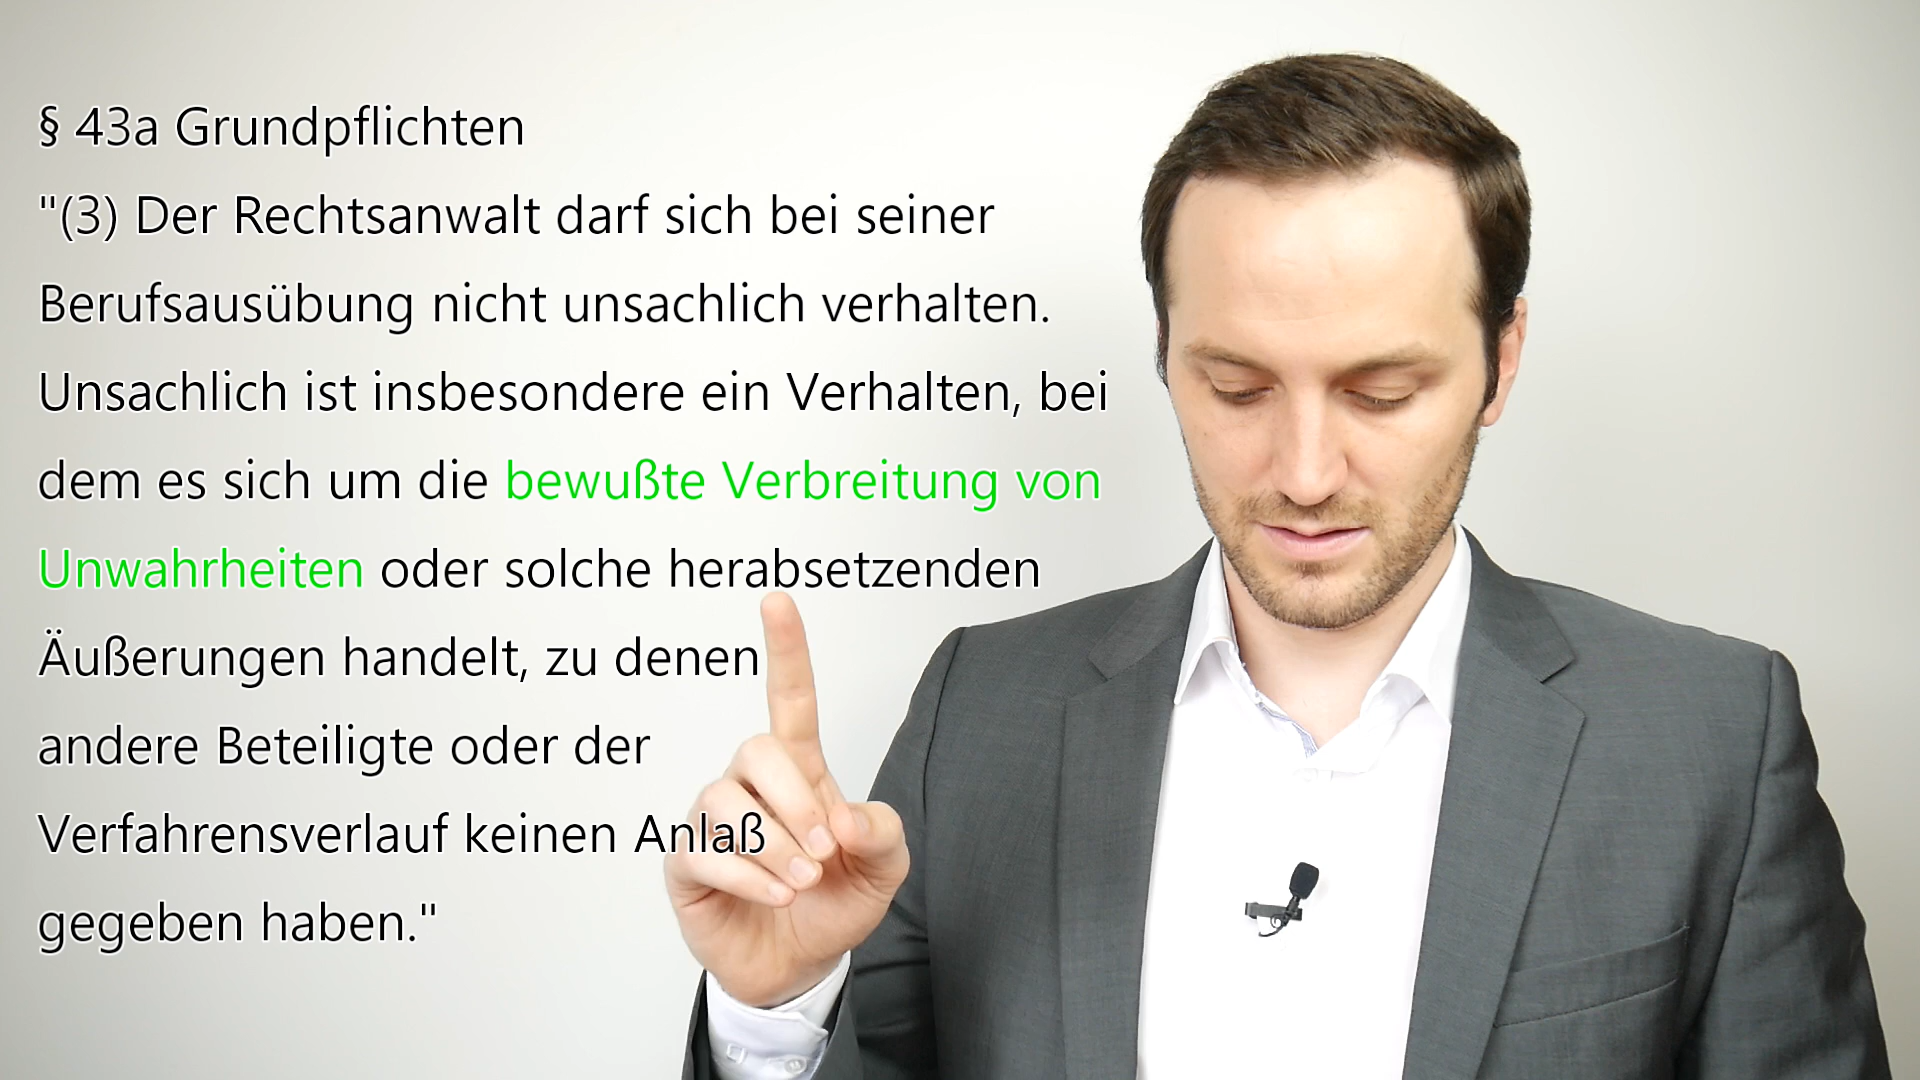 § 43a Grundpflichten
"(3) Der Rechtsanwalt darf sich bei seiner
Berufsausübung nicht unsachlich verhalten.
Unsachlich ist insbesondere ein Verhalten, bei
dem es sich um die bewußte Verbreitung von
Unwahrheiten oder solche herabsetzenden
Äußerungen handelt, zu denen
andere Beteiligte oder der
Verfahrensverlauf keinen Anlaß
gegeben haben."